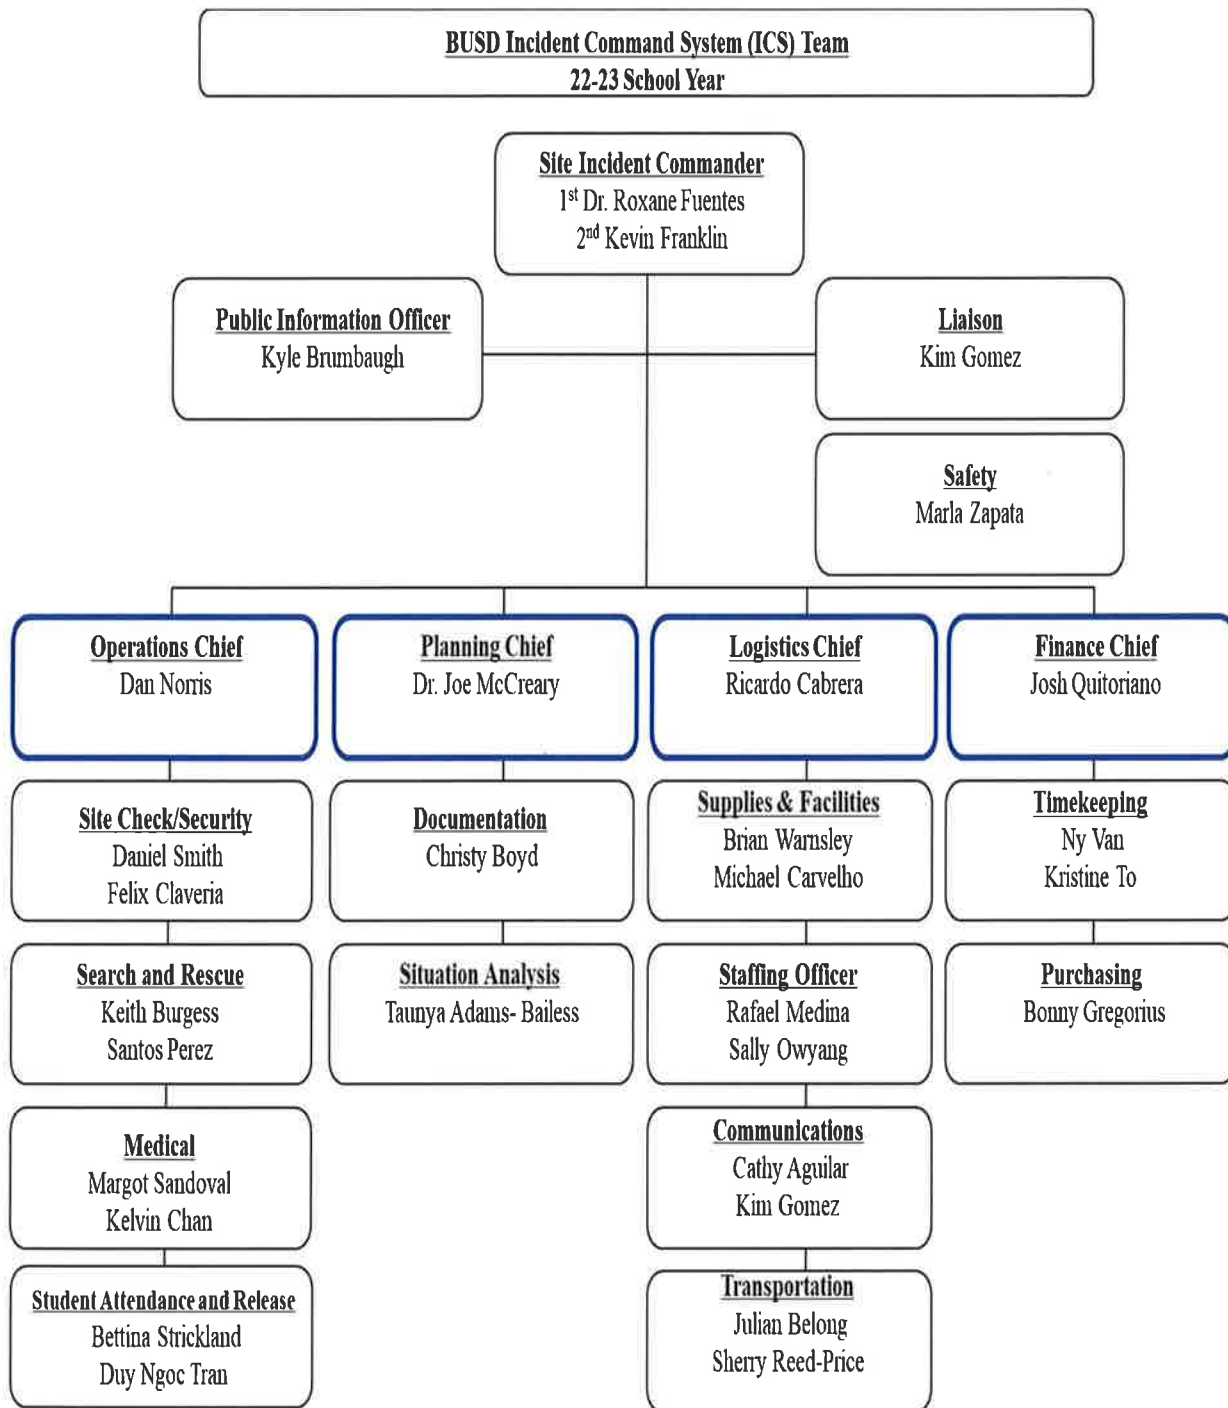 BUSD Incident Command System (ICS) Team
22-23 School Year
Site Incident Commander
1st Dr. Roxane Fuentes
2nd Kevin Franklin
Public Information Officer
Kyle Brumbaugh
Liaison
Kim Gomez
Safety
Marla Zapata
Operations Chief
Dan Norris
Planning Chief
Dr. Joe McCreary
Logistics Chief
Ricardo Cabrera
Finance Chief
Josh Quitoriano
Site Check/Security
Daniel Smith
Felix Claveria
Documentation
Christy Boyd
Supplies & Facilities
Brian Warnsley
Michael Carvelho
Timekeeping
Ny Van
Kristine To
Search and Rescue
Keith Burgess
Santos Perez
Situation Analysis
Taunya Adams- Bailess
Staffing Officer
Rafael Medina
Sally Owyang
Purchasing
Bonny Gregorius
Medical
Margot Sandoval
Kelvin Chan
Communications
Cathy Aguilar
Kim Gomez
Student Attendance and Release
Bettina Strickland
Duy Ngoc Tran
Transportation
Julian Belong
Sherry Reed-Price